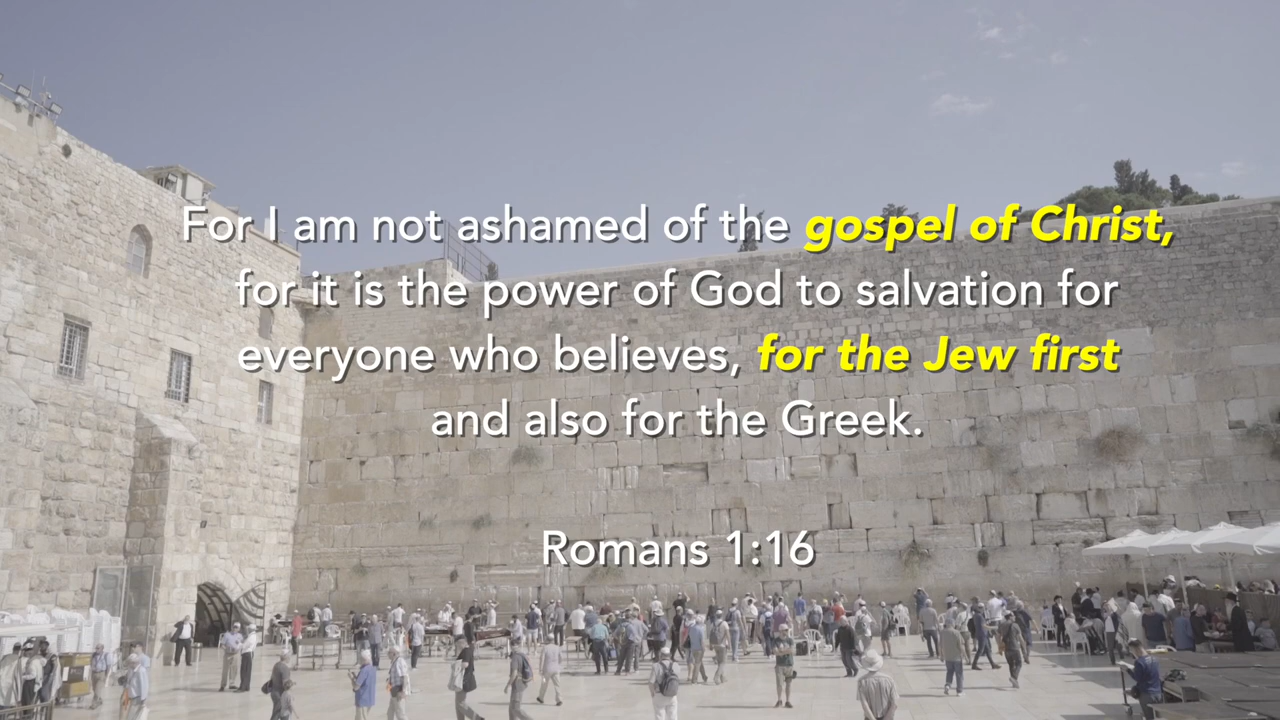 For I am not ashamed of the gospel of Christ,
for it is the power of God to salvation for
everyone who believes, for the Jew first
and also for the Greek.
Romans 1:16